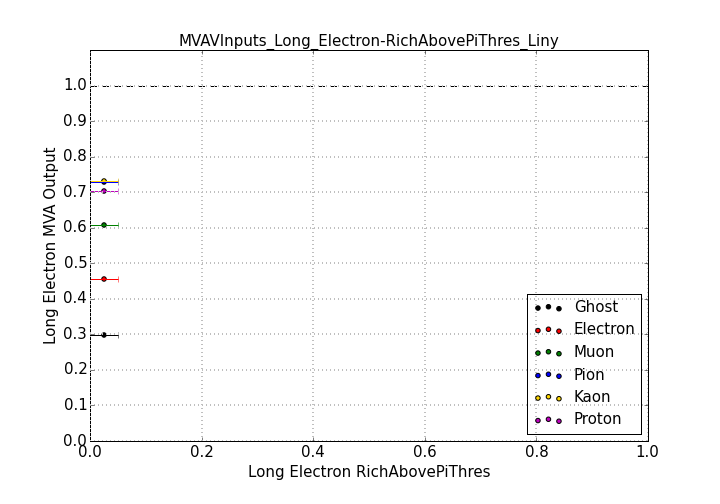 MVAVInputs_Long_Electron-RichAbovePiThres_Liny
Long Electron MVA Output
1.0
0.9
0.8
0.7
0.6
0.5
0.4
0.3
0.2
0.1
0.0
0.0 0.2 0.4 0.6 0.8 1.0
Long Electron RichAbovePiThres
Ghost
Electron
Muon
Pion
Kaon
Proton